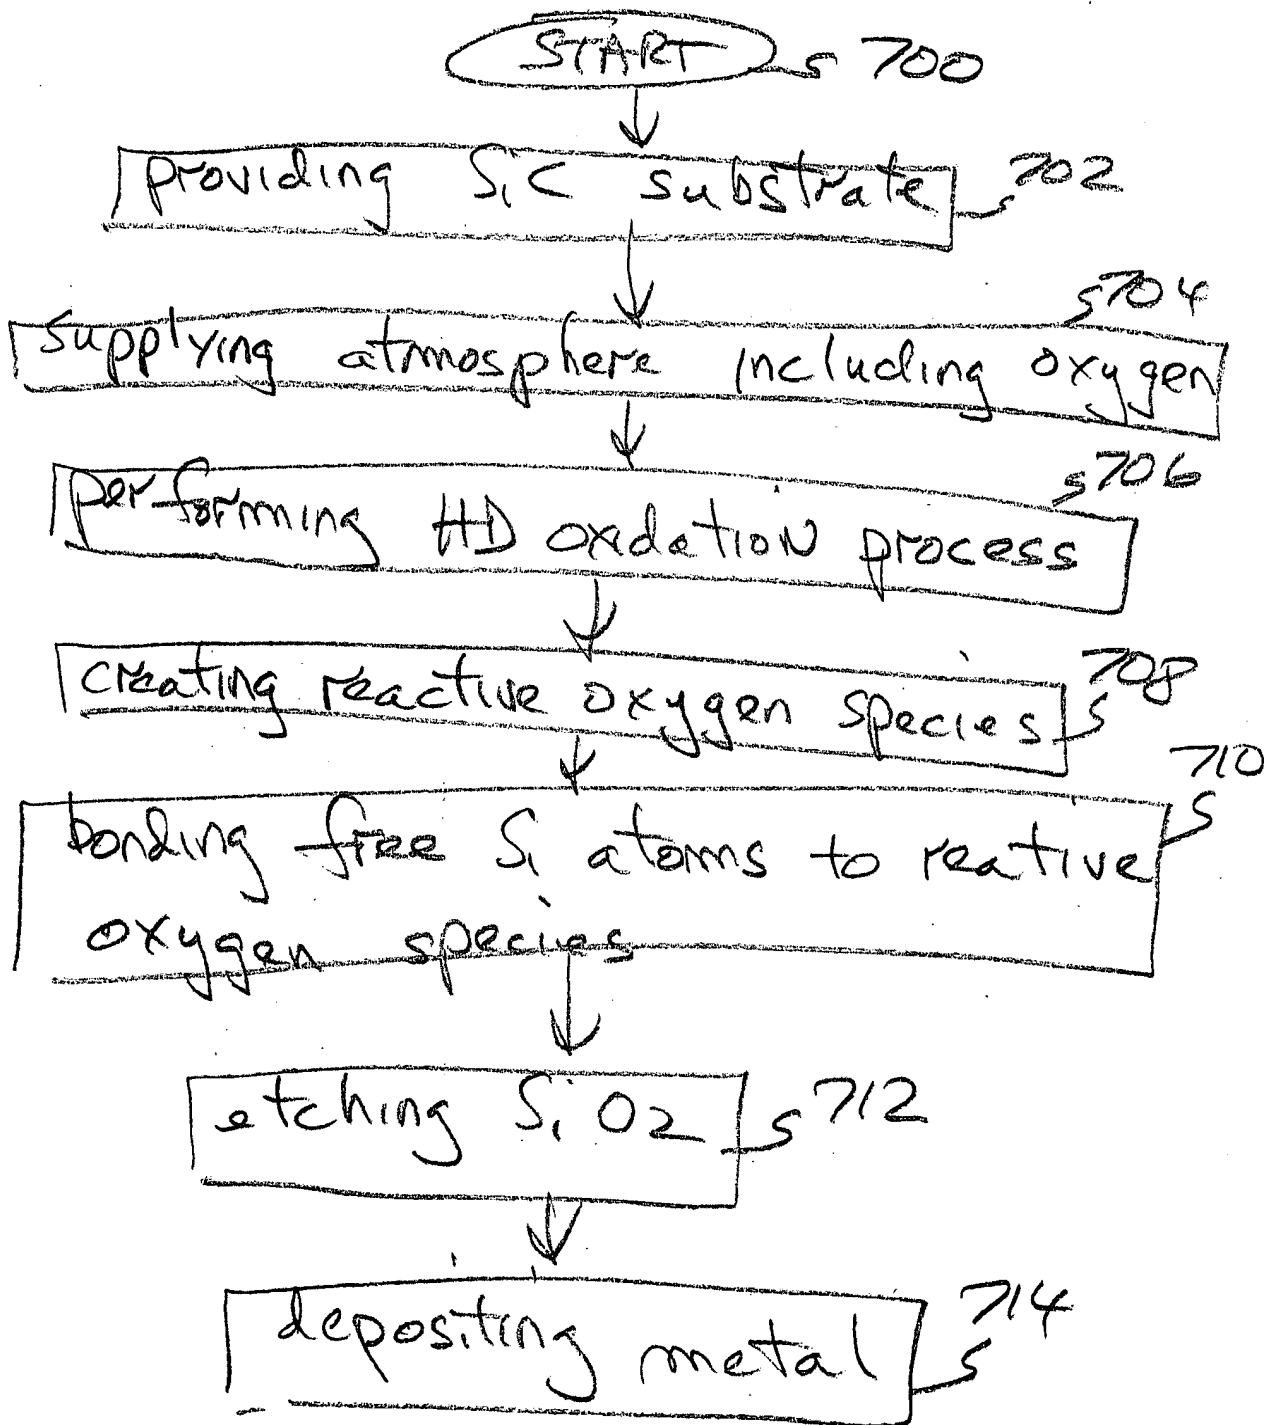 START 700
providing SiC substrate 702
704
supplying atmosphere including oxygen
706
performing HD oxidation process
creating reactive oxygen species 708
710
bonding free Si atoms to reative
oxygen species
etching SiO2 712
depositing metal 714